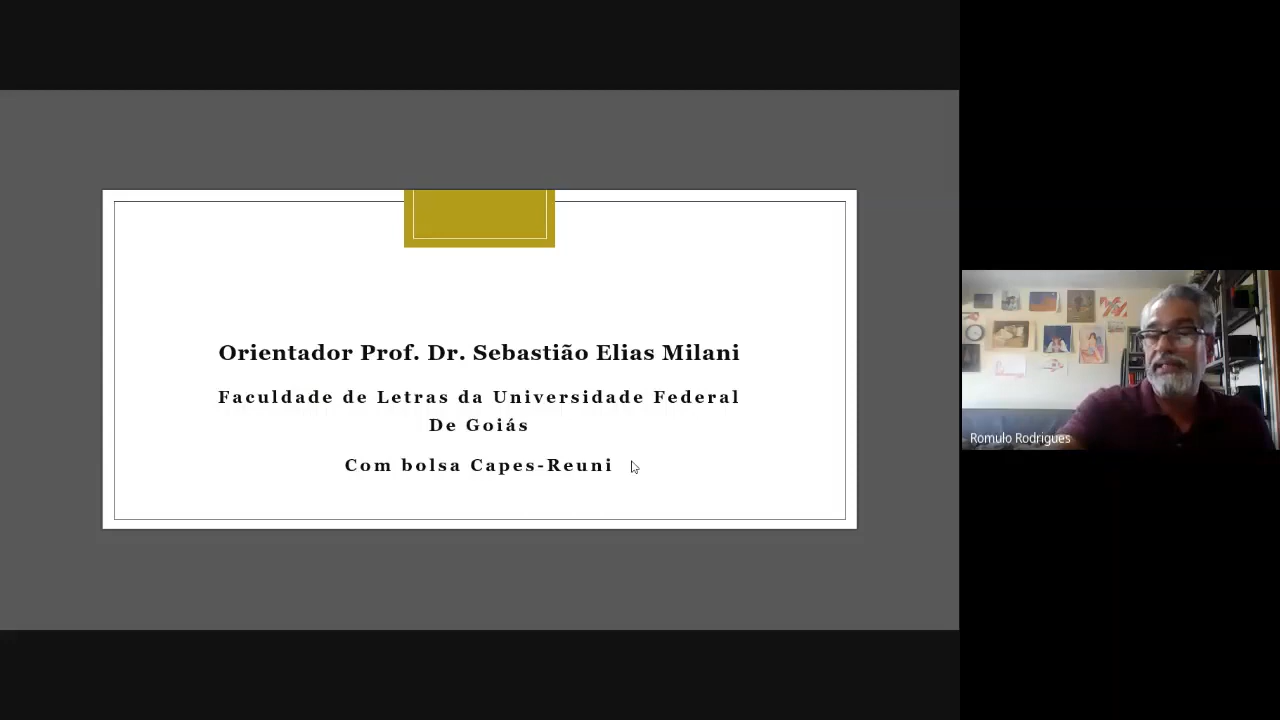 Orientador Prof. Dr. Sebastião Elias Milani
Faculdade de Letras da Universidade Federal
De Goiás
Com bolsa Capes-Reuni
Romulo Rodrigues